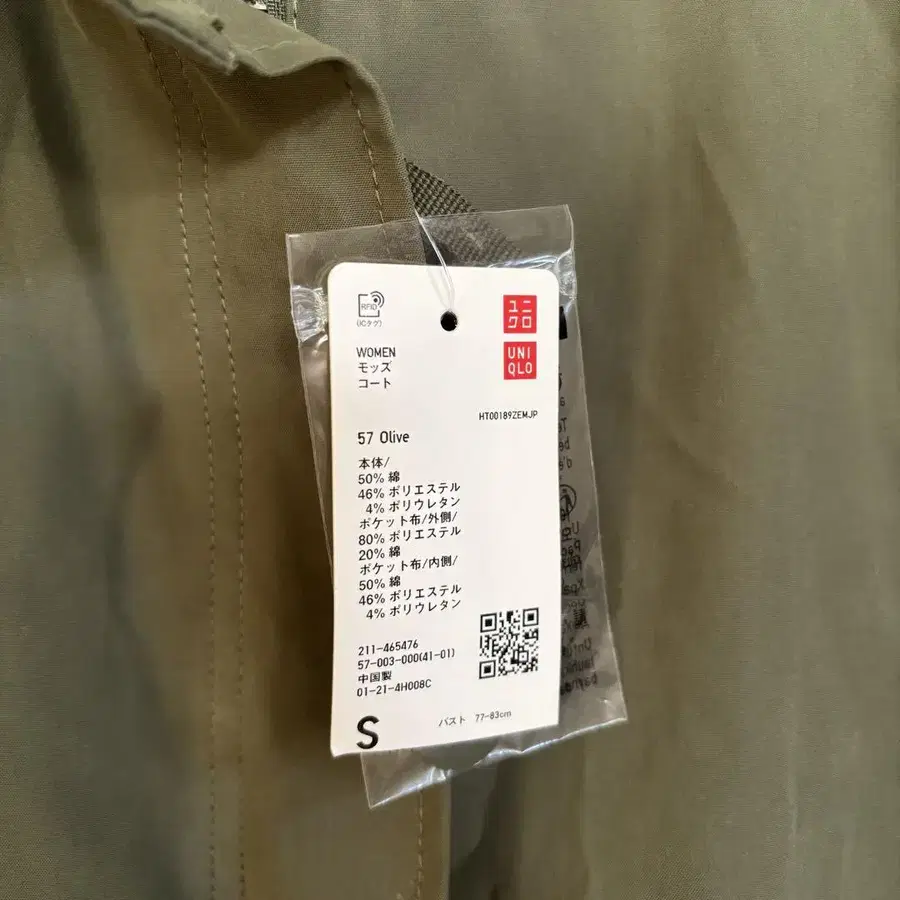 RFID
(ICタグ)
ユニ
クロ
UNI
QLO
WOMEN
モッズ
コート
HT00189ZEMJP
57 Olive
本体/
50% 綿
46% ポリエステル
4% ポリウレタン
ポケット布/外側/
80% ポリエステル
20% 綿
ポケット布/内側/
50% 綿
46% ポリエステル
4% ポリウレタン
211-465476
57-003-000(41-01)
中国製
01-21-4H008C
S
バスト 77-83cm